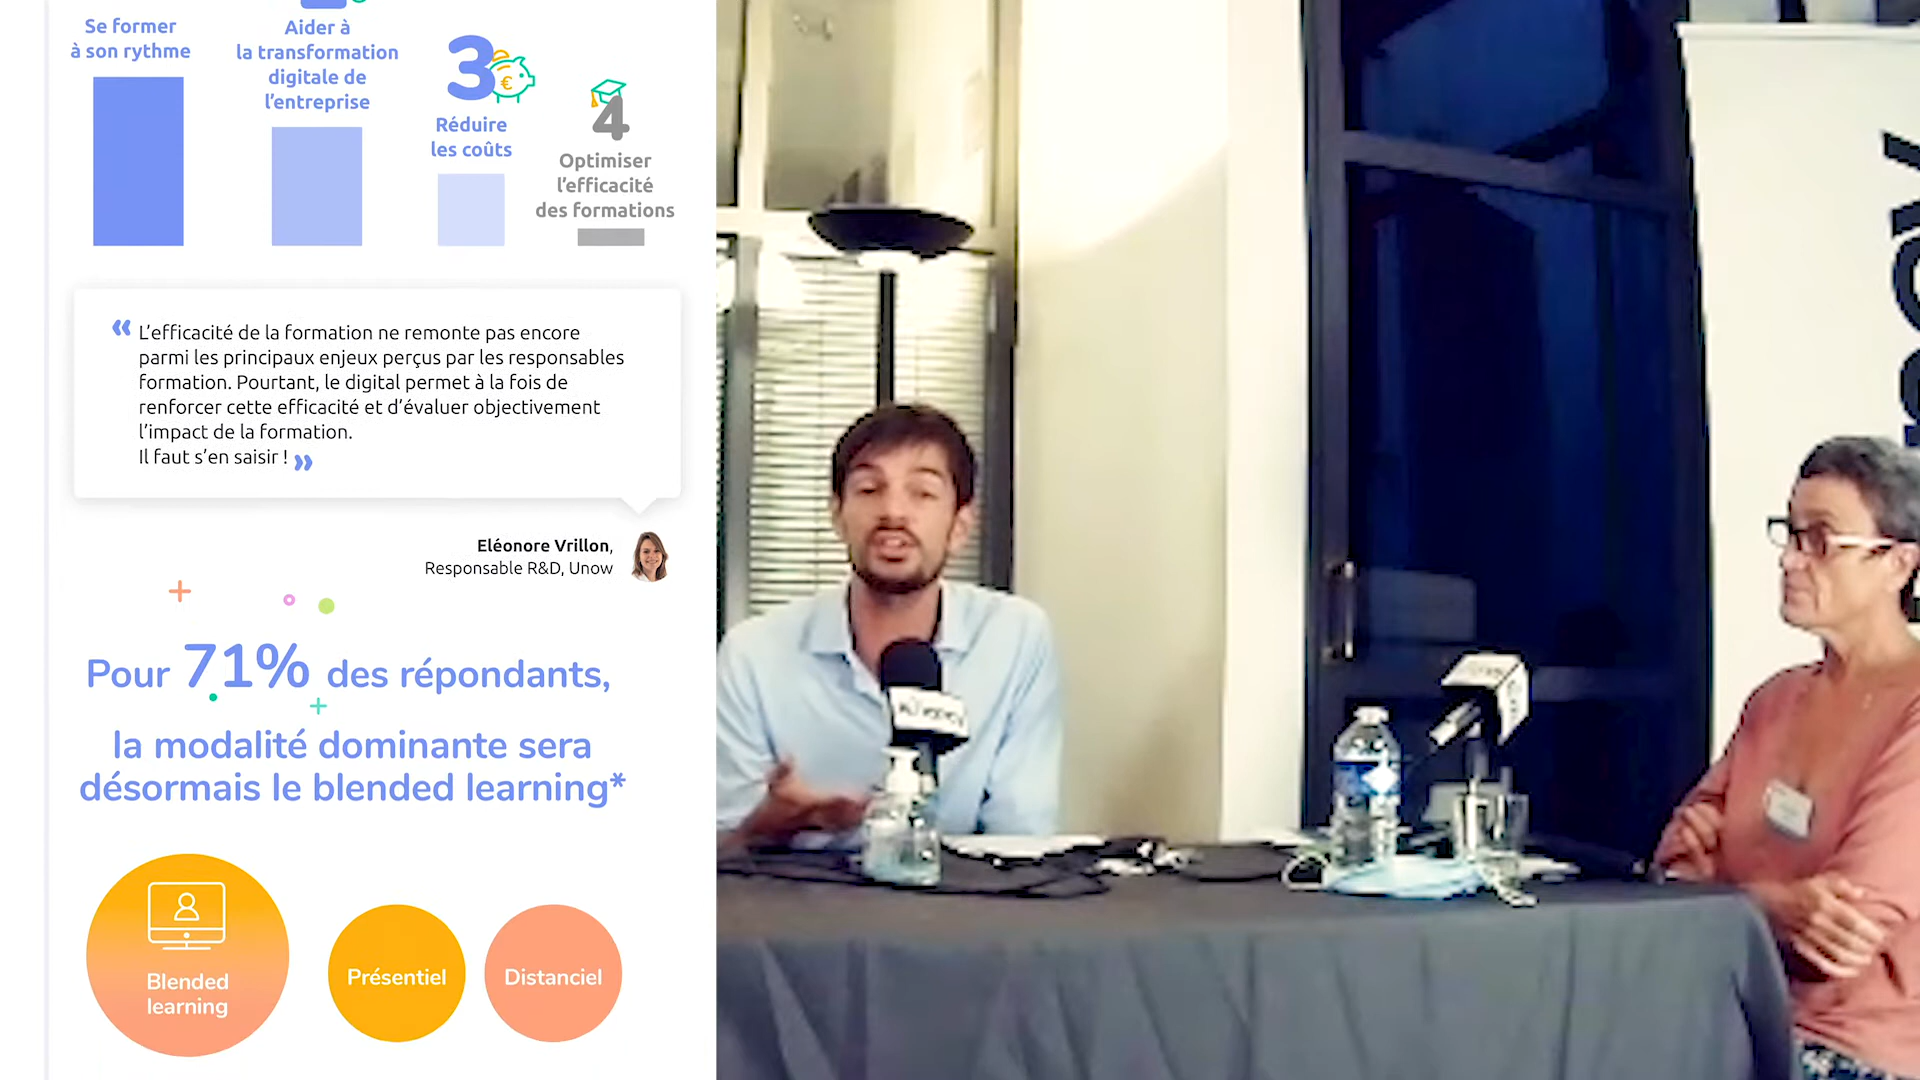 Se former
à son rythme
Aider à
la transformation
digitale de
l'entreprise
3
€
Réduire
les coûts
4
Optimiser
l'efficacité
des formations
« L'efficacité de la formation ne remonte pas encore
parmi les principaux enjeux perçus par les responsables
formation. Pourtant, le digital permet à la fois de
renforcer cette efficacité et d'évaluer objectivement
l'impact de la formation.
Il faut s'en saisir ! »
Eléonore Vrillon,
Responsable R&D, Unow
Pour 71% des répondants,
la modalité dominante sera
désormais le blended learning*
Blended
learning
Présentiel
Distanciel